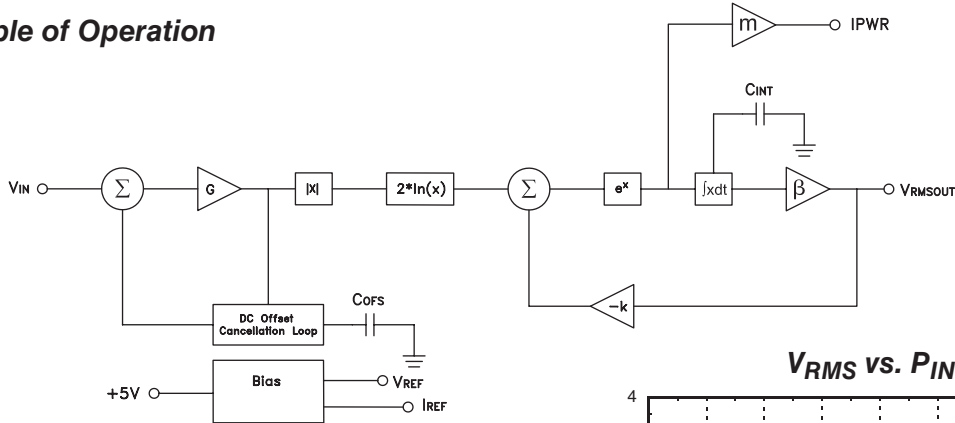 ple of Operation
m
IPWR
CINT
VIN
Σ
G
|X|
2*ln(x)
Σ
eˣ
∫xdt
β
VRMSOUT
-k
DC Offset
Cancellation Loop
COFS
Bias
+5V
VREF
IREF
VRMS vs. PIN
4